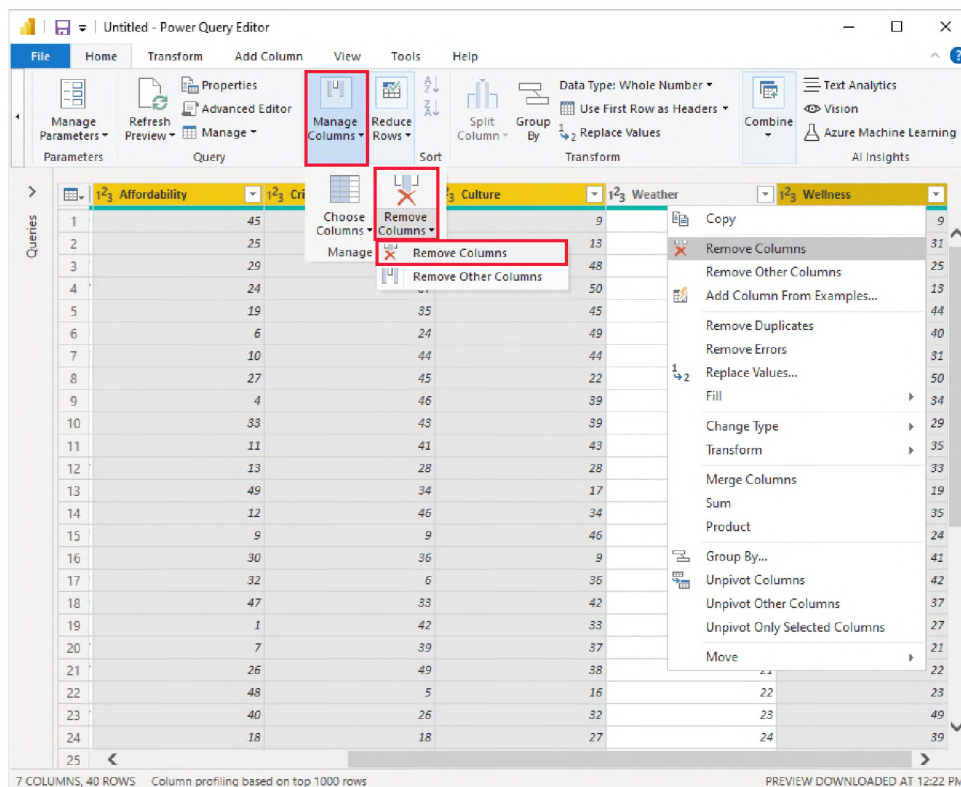 Untitled - Power Query Editor
File Home Transform Add Column View Tools Help
Manage Parameters
Parameters
Refresh Preview
Properties
Advanced Editor
Manage
Query
Manage Columns
Reduce Rows
Sort
Split Column
Group By
Data Type: Whole Number
Use First Row as Headers
Replace Values
Transform
Combine
Text Analytics
Vision
Azure Machine Learning
AI Insights
Choose Columns
Remove Columns
Manage
Remove Columns
Remove Other Columns
Queries
1²3 Affordability 1²3 Cri 3 Culture 1²3 Weather 1²3 Wellness
1 45 9 9
2 25 13 31
3 29 48 25
4 24 50 13
5 19 35 45 44
6 6 24 49 40
7 10 44 44 31
8 27 45 22 50
9 4 46 39 34
10 33 43 39 29
11 11 41 43 35
12 13 28 28 33
13 49 34 17 19
14 12 46 34 35
15 9 9 46 24
16 30 36 9 41
17 32 6 36 42
18 47 33 42 37
19 1 42 33 27
20 7 39 37 21
21 26 49 38 22
22 48 5 16 22 23
23 40 26 32 23 49
24 18 18 27 24 39
25
Copy
Remove Columns
Remove Other Columns
Add Column From Examples...
Remove Duplicates
Remove Errors
Replace Values...
Fill
Change Type
Transform
Merge Columns
Sum
Product
Group By...
Unpivot Columns
Unpivot Other Columns
Unpivot Only Selected Columns
Move
7 COLUMNS, 40 ROWS Column profiling based on top 1000 rows
PREVIEW DOWNLOADED AT 12:22 PM